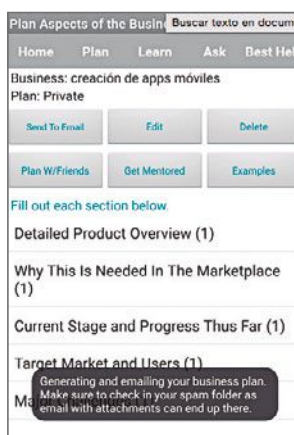 Plan Aspects of the Busin
Buscar texto en docum
Home Plan Learn Ask Best Hel
Business: creación de apps móviles
Plan: Private
Send To Email Edit Delete
Plan W/Friends Get Mentored Examples
Fill out each section below.
Detailed Product Overview (1)
Why This Is Needed In The Marketplace
(1)
Current Stage and Progress Thus Far (1)
Target Market and Users (1)
Generating and emailing your business plan.
Make sure to check in your spam folder as
email with attachments can end up there.